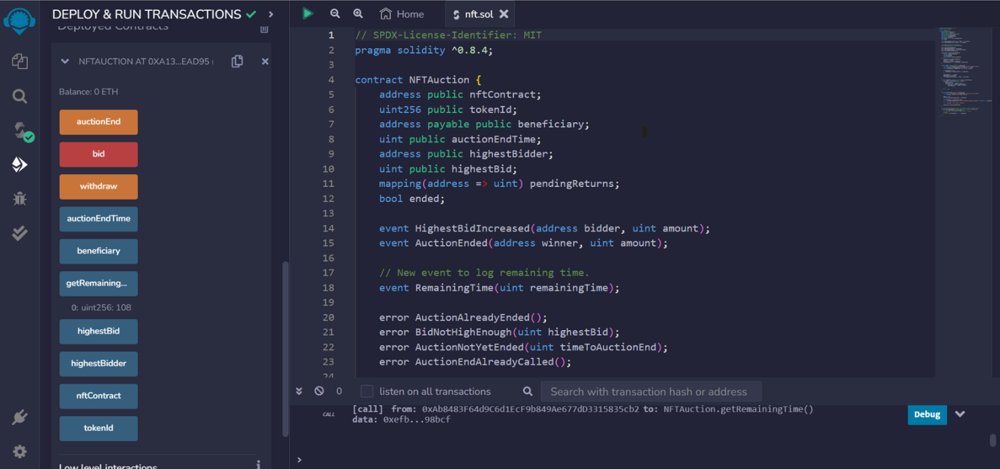 DEPLOY & RUN TRANSACTIONS
Deployed Contracts
NFTAUCTION AT 0XA13...EAD95 (
Balance: 0 ETH
auctionEnd
bid
withdraw
auctionEndTime
beneficiary
getRemaining...
0: uint256: 108
highestBid
highestBidder
nftContract
tokenId
Low level interactions
i
Home
nft.sol
1 // SPDX-License-Identifier: MIT
2 pragma solidity ^0.8.4;
3
4 contract NFTAuction {
5 address public nftContract;
6 uint256 public tokenId;
7 address payable public beneficiary;
8 uint public auctionEndTime;
9 address public highestBidder;
10 uint public highestBid;
11 mapping(address => uint) pendingReturns;
12 bool ended;
13
14 event HighestBidIncreased(address bidder, uint amount);
15 event AuctionEnded(address winner, uint amount);
16
17 // New event to log remaining time.
18 event RemainingTime(uint remainingTime);
19
20 error AuctionAlreadyEnded();
21 error BidNotHighEnough(uint highestBid);
22 error AuctionNotYetEnded(uint timeToAuctionEnd);
23 error AuctionEndAlreadyCalled();
24
0
listen on all transactions
Search with transaction hash or address
CALL
[call] from: 0xAb8483F64d9C6d1EcF9b849Ae677dD3315835cb2 to: NFTAuction.getRemainingTime()
data: 0xefb...98bcf
Debug
>